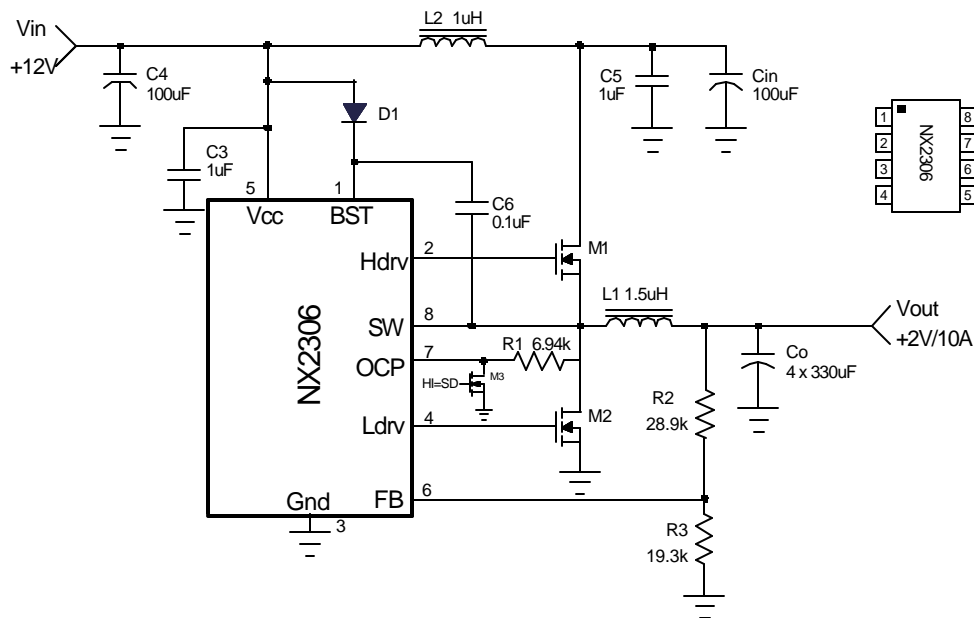 L2 1uH
Vin
+12V
C4
100uF
C5
1uF
Cin
100uF
D1
C3
1uF
5
1
C6
0.1uF
Vcc
BST
1
2
3
4
NX2306
8
7
6
5
Hdrv
2
M1
L1 1.5uH
Vout
+2V/10A
SW
8
R1 6.94k
OCP
7
HI=SD
M3
Co
4 x 330uF
NX2306
R2
28.9k
Ldrv
4
M2
FB
6
Gnd
3
R3
19.3k